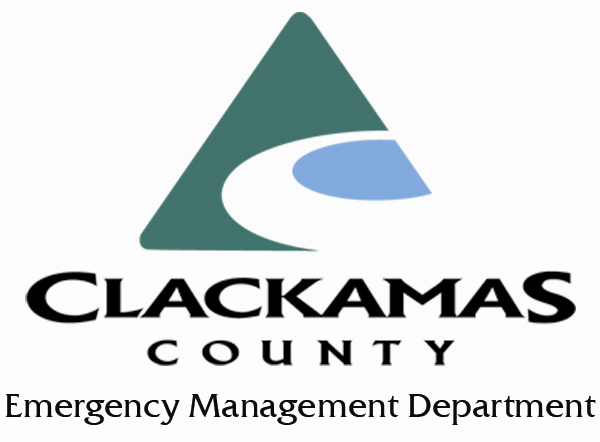 CLACKAMAS
COUNTY
Emergency Management Department